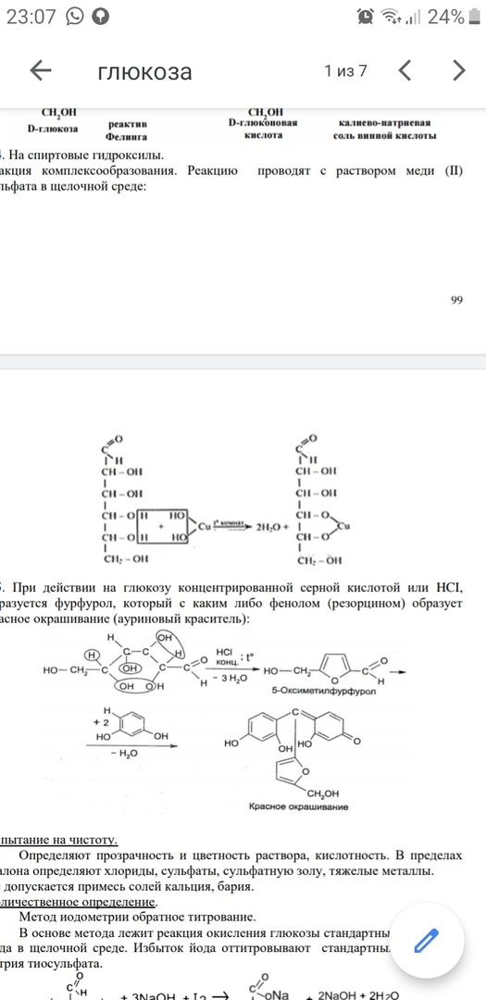 23:07 24%
глюкоза 1 из 7
CH₂OH CH₂OH
D-глюкоза реактив Фелинга D-глюконовая кислота калиево-натриевая соль винной кислоты
. На спиртовые гидроксилы.
акция комплексообразования. Реакцию проводят с раствором меди (II)
льфата в щелочной среде:
99
C=O C=O
H H
CH – OH CH – OH
CH – OH CH – OH
CH – OH HO CH – O
+ Cu 2H₂O + Cu
CH – OH HO CH – O
CH₂ – OH CH₂ – OH
. При действии на глюкозу концентрированной серной кислотой или HCI,
разуется фурфурол, который с каким либо фенолом (резорцином) образует
асное окрашивание (ауриновый краситель):
H OH
H C – C H HCl конц. ; t°
HO – CH₂ – C OH C – C=O – 3 H₂O HO – CH₂ O C=O
OH OH H H
5-Оксиметилфурфурол
H
+ 2
HO OH
– H₂O
C
HO OH HO O
O
CH₂OH
Красное окрашивание
пытание на чистоту.
Определяют прозрачность и цветность раствора, кислотность. В пределах
алона определяют хлориды, сульфаты, сульфатную золу, тяжелые металлы.
допускается примесь солей кальция, бария.
оличественное определение.
Метод иодометрии обратное титрование.
В основе метода лежит реакция окисления глюкозы стандартны
да в щелочной среде. Избыток йода оттитровывают стандартны
трия тиосульфата.
C=O H + 3NaOH + I₂ → C=O ONa 2NaOH + 2H₂O